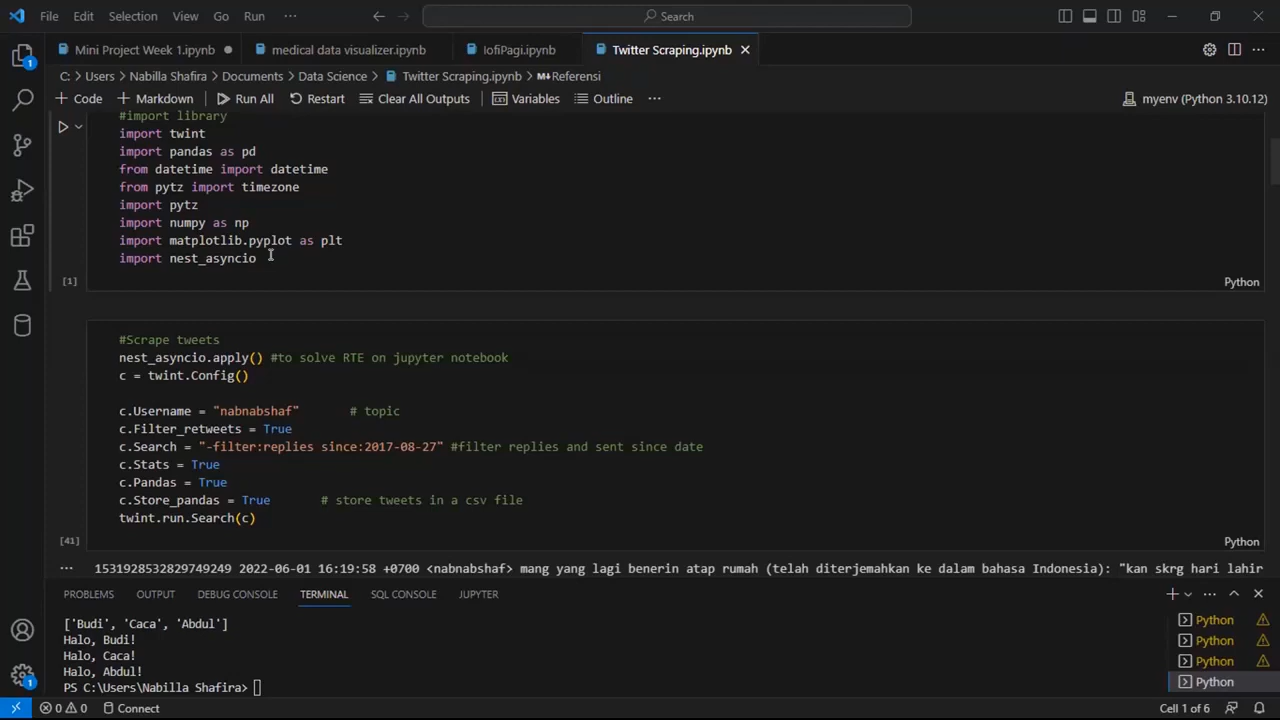 File Edit Selection View Go Run ··· Search
Mini Project Week 1.ipynb medical data visualizer.ipynb IofiPagi.ipynb Twitter Scraping.ipynb
C: > Users > Nabilla Shafira > Documents > Data Science > Twitter Scraping.ipynb > Referensi
+ Code + Markdown Run All Restart Clear All Outputs Variables Outline ··· myenv (Python 3.10.12)
#import library
import twint
import pandas as pd
from datetime import datetime
from pytz import timezone
import pytz
import numpy as np
import matplotlib.pyplot as plt
import nest_asyncio
[1] Python
#Scrape tweets
nest_asyncio.apply() #to solve RTE on jupyter notebook
c = twint.Config()
c.Username = "nabnabshaf" # topic
c.Filter_retweets = True
c.Search = "-filter:replies since:2017-08-27" #filter replies and sent since date
c.Stats = True
c.Pandas = True
c.Store_pandas = True # store tweets in a csv file
twint.run.Search(c)
[41] Python
··· 1531928532829749249 2022-06-01 16:19:58 +0700 <nabnabshaf> mang yang lagi benerin atap rumah (telah diterjemahkan ke dalam bahasa Indonesia): "kan skrg hari lahir
PROBLEMS OUTPUT DEBUG CONSOLE TERMINAL SQL CONSOLE JUPYTER
['Budi', 'Caca', 'Abdul']
Halo, Budi!
Halo, Caca!
Halo, Abdul!
PS C:\Users\Nabilla Shafira>
Python
Python
Python
Python
1
1
0 0 Connect Cell 1 of 6